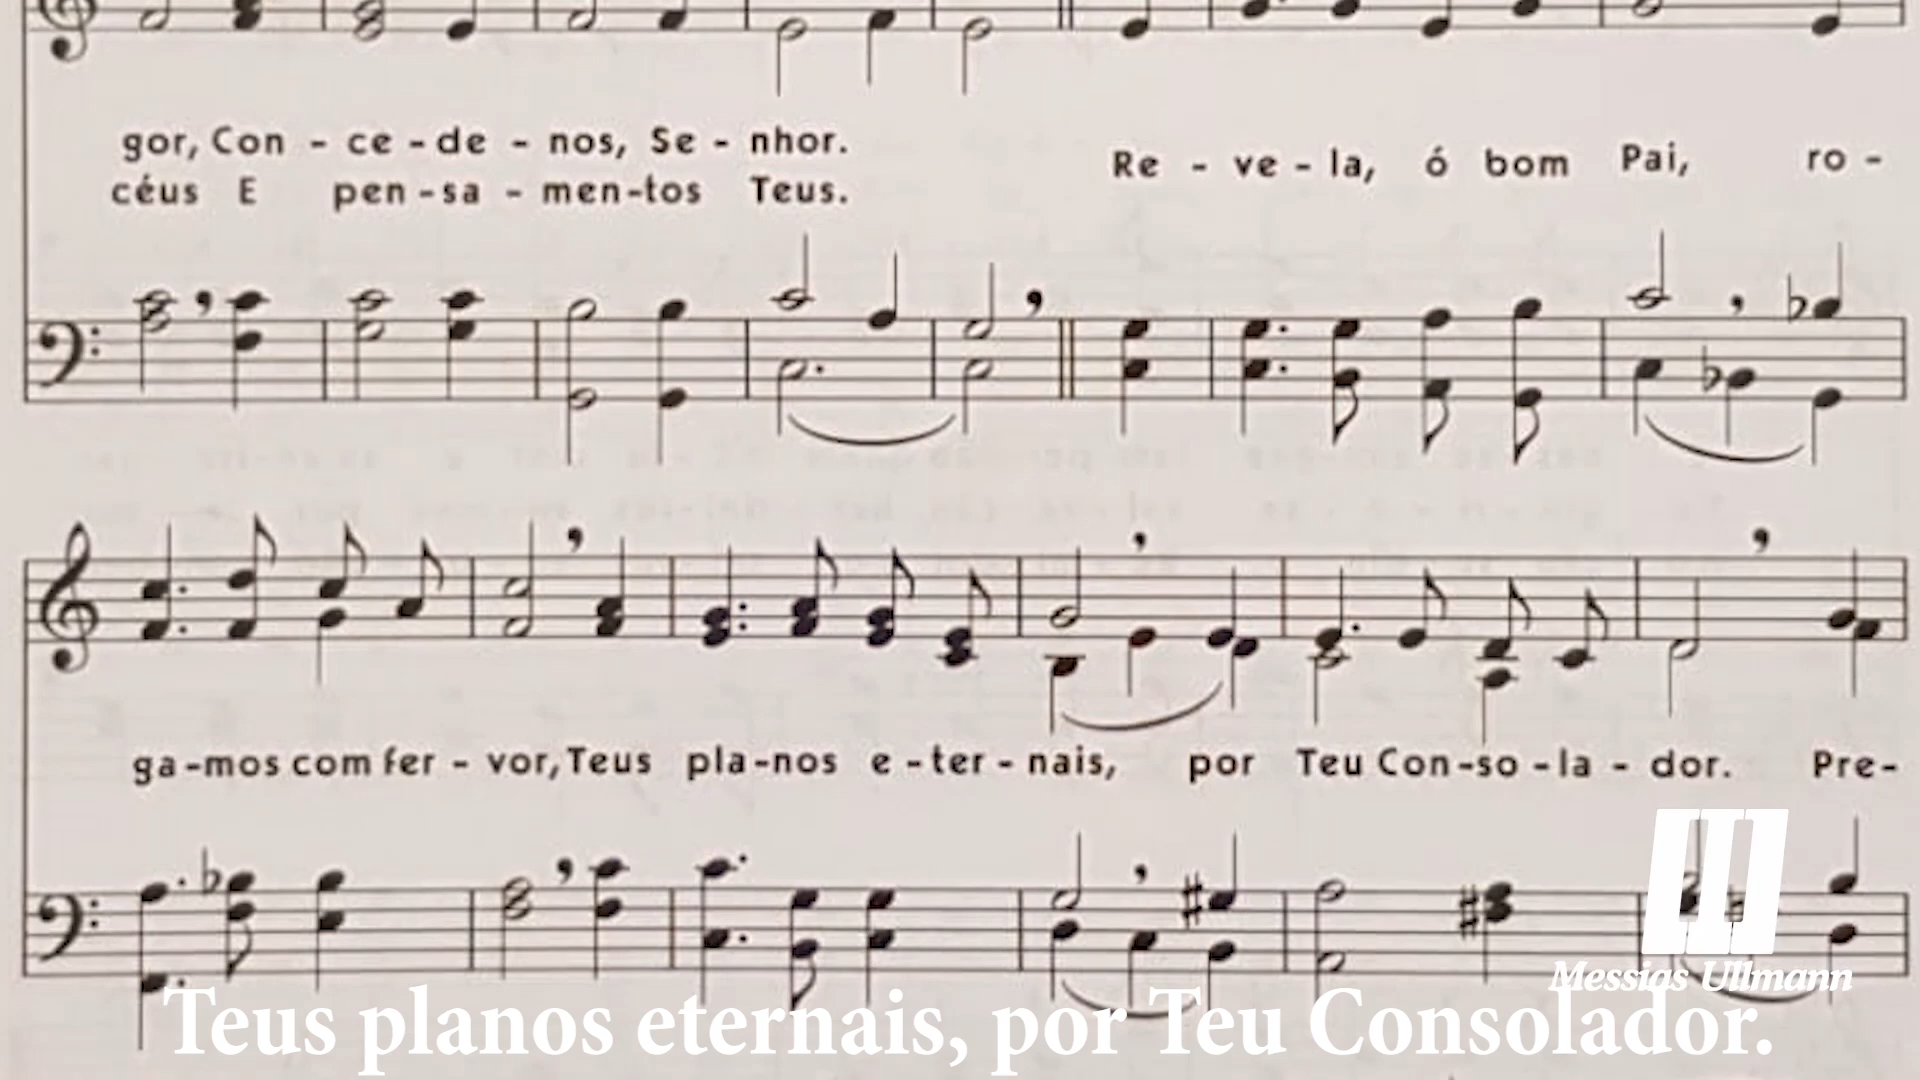 gor, Con - ce - de - nos, Se - nhor.
céus E pen - sa - men - tos Teus.
Re - ve - la, ó bom Pai, ro -
ga - mos com fer - vor, Teus pla - nos e - ter - nais, por Teu Con - so - la - dor. Pre -
Messias Ullmann
Teus planos eternais, por Teu Consolador.